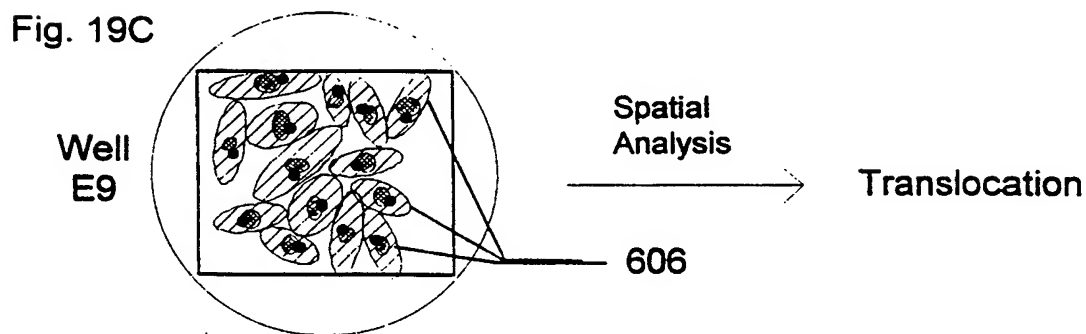 Fig. 19C
Well
E9
Spatial
Analysis
Translocation
606